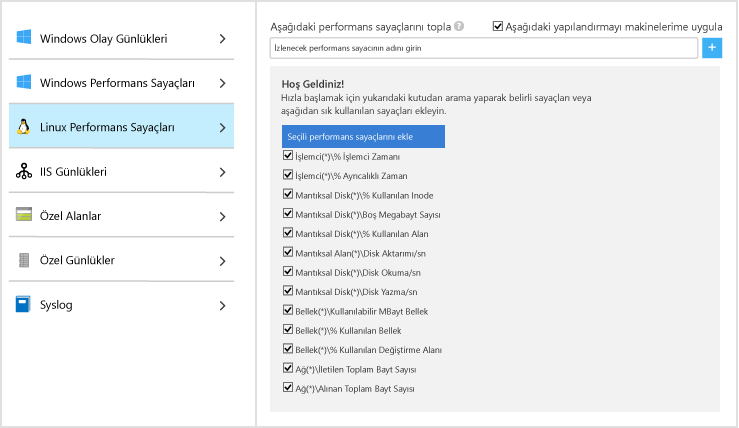 Windows Olay Günlükleri
Windows Performans Sayaçları
Linux Performans Sayaçları
IIS Günlükleri
Özel Alanlar
Özel Günlükler
Syslog
Aşağıdaki performans sayaçlarını topla ?
Aşağıdaki yapılandırmayı makinelerime uygula
İzlenecek performans sayacının adını girin
+
Hoş Geldiniz!
Hızla başlamak için yukarıdaki kutudan arama yaparak belirli sayaçları veya
aşağıdan sık kullanılan sayaçları ekleyin.
Seçili performans sayaçlarını ekle
İşlemci(*)\% İşlemci Zamanı
İşlemci(*)\% Ayrıcalıklı Zaman
Mantıksal Disk(*)\% Kullanılan Inode
Mantıksal Disk(*)\Boş Megabayt Sayısı
Mantıksal Disk(*)\% Kullanılan Alan
Mantıksal Alan(*)\Disk Aktarımı/sn
Mantıksal Disk(*)\Disk Okuma/sn
Mantıksal Disk(*)\Disk Yazma/sn
Bellek(*)\Kullanılabilir MBayt Bellek
Bellek(*)\% Kullanılan Bellek
Bellek(*)\% Kullanılan Değiştirme Alanı
Ağ(*)\İletilen Toplam Bayt Sayısı
Ağ(*)\Alınan Toplam Bayt Sayısı